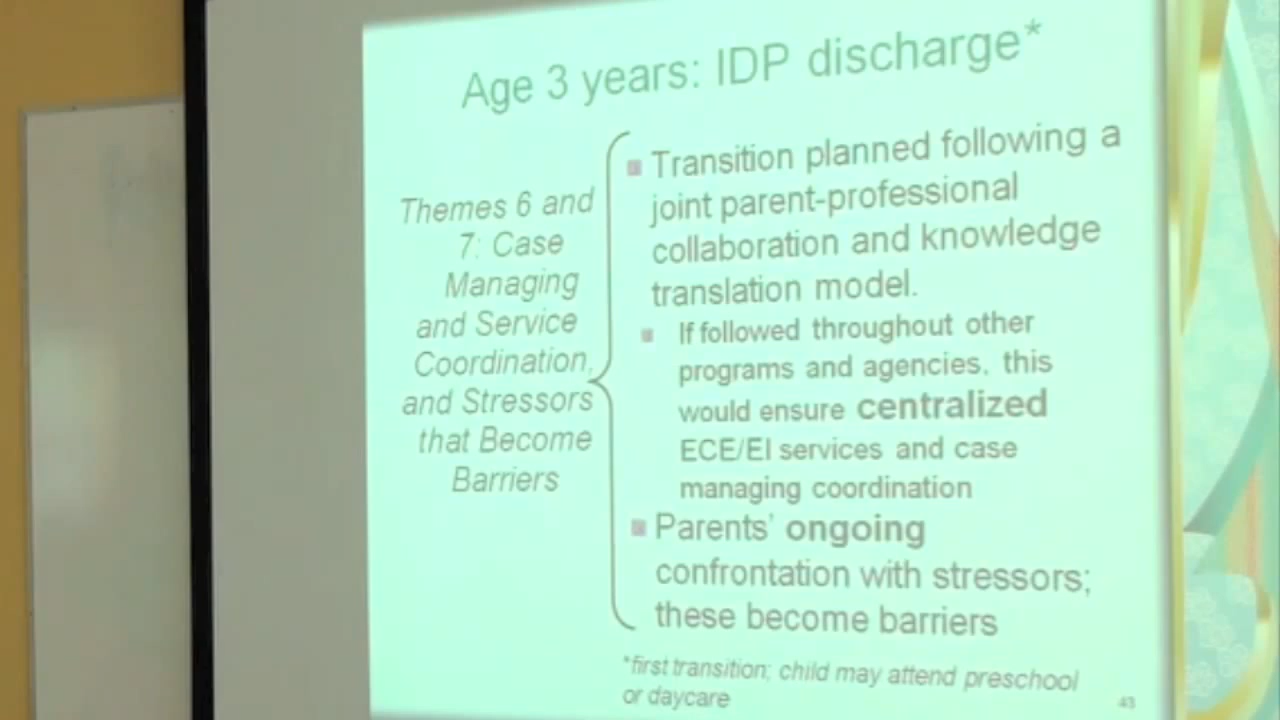 Age 3 years: IDP discharge*
Themes 6 and
7: Case
Managing
and Service
Coordination,
and Stressors
that Become
Barriers
▪ Transition planned following a
joint parent-professional
collaboration and knowledge
translation model.
▪ If followed throughout other
programs and agencies, this
would ensure centralized
ECE/EI services and case
managing coordination
▪ Parents' ongoing
confrontation with stressors;
these become barriers
*first transition; child may attend preschool
or daycare
43